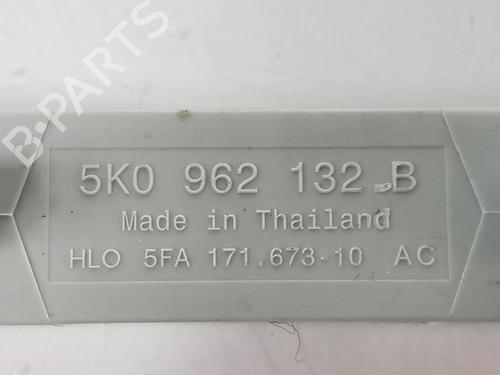 B-PARTS
5K0 962 132 B
Made in Thailand
HLO 5FA 171.673-10 AC